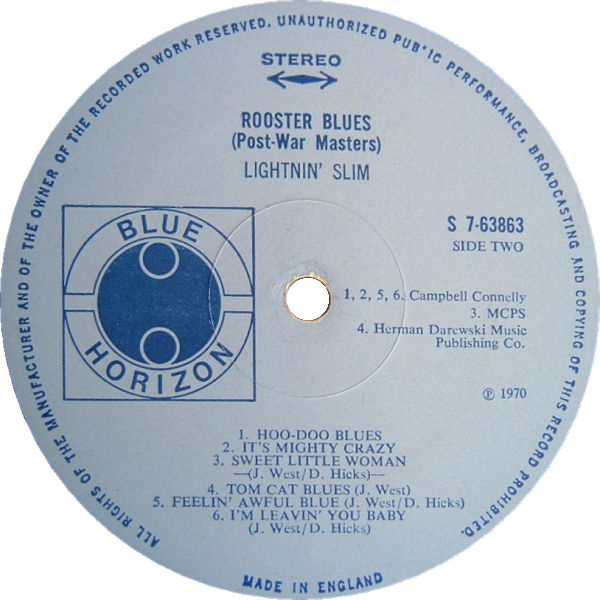 ALL RIGHTS OF THE MANUFACTURER AND OF THE OWNER OF THE RECORDED WORK RESERVED. UNAUTHORIZED PUBLIC PERFORMANCE, BROADCASTING AND COPYING OF THIS RECORD PROHIBITED.
STEREO
ROOSTER BLUES
(Post-War Masters)
LIGHTNIN' SLIM
BLUE
HORIZON
S 7-63863
SIDE TWO
1, 2, 5, 6. Campbell Connelly
3. MCPS
4. Herman Darewski Music
Publishing Co.
℗ 1970
1. HOO-DOO BLUES
2. IT'S MIGHTY CRAZY
3. SWEET LITTLE WOMAN
—(J. West/D. Hicks)—
4. TOM CAT BLUES (J. West)
5. FEELIN' AWFUL BLUE (J. West/D. Hicks)
6. I'M LEAVIN' YOU BABY
(J. West/D. Hicks)
MADE IN ENGLAND